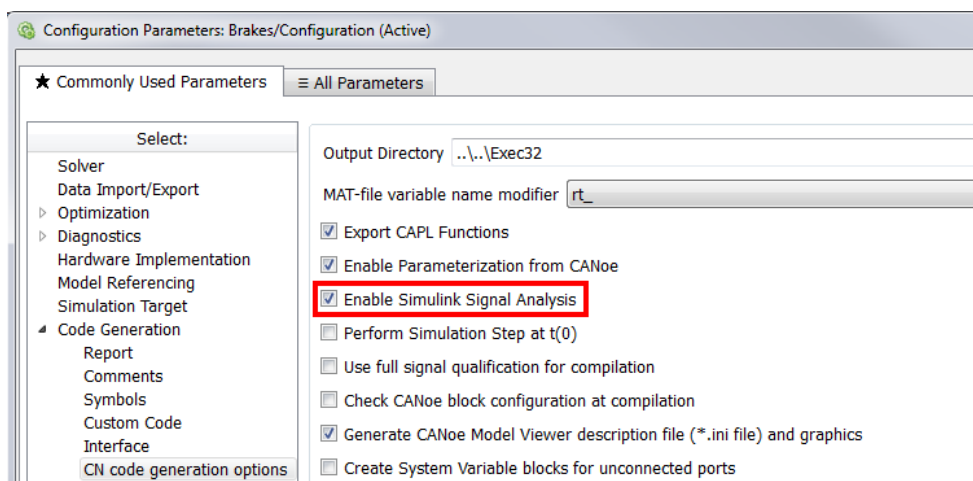 Configuration Parameters: Brakes/Configuration (Active)
★ Commonly Used Parameters
≡ All Parameters
Select:
Solver
Data Import/Export
Optimization
Diagnostics
Hardware Implementation
Model Referencing
Simulation Target
Code Generation
Report
Comments
Symbols
Custom Code
Interface
CN code generation options
Output Directory ..\..\Exec32
MAT-file variable name modifier rt_
Export CAPL Functions
Enable Parameterization from CANoe
Enable Simulink Signal Analysis
Perform Simulation Step at t(0)
Use full signal qualification for compilation
Check CANoe block configuration at compilation
Generate CANoe Model Viewer description file (*.ini file) and graphics
Create System Variable blocks for unconnected ports